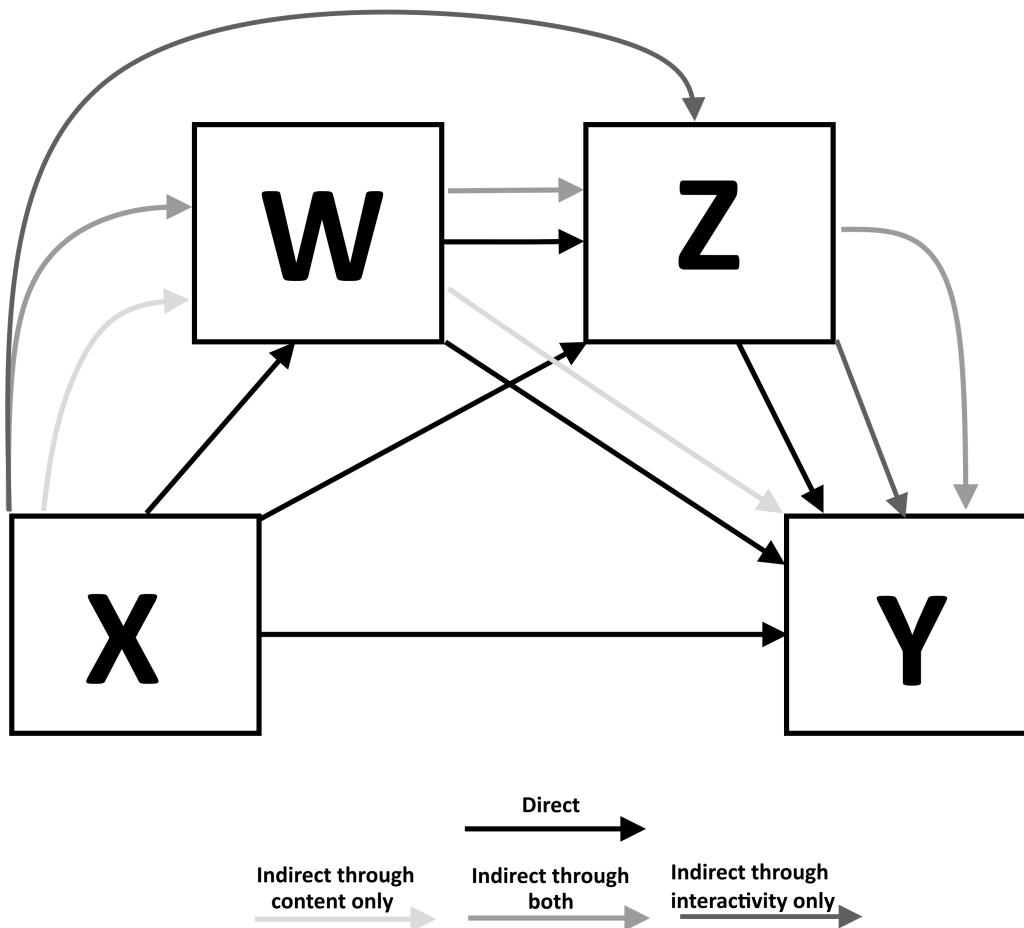 W
Z
X
Y
Direct
Indirect through
content only
Indirect through
both
Indirect through
interactivity only